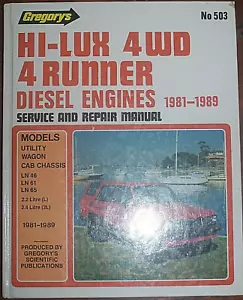 Gregory's
No 503
HI-LUX 4WD
4 RUNNER
DIESEL ENGINES 1981-1989
SERVICE AND REPAIR MANUAL
MODELS
UTILITY
WAGON
CAB CHASSIS
LN 46
LN 61
LN 65
2.2 Litre (L)
2.4 Litre (2L)
1981-1989
PRODUCED BY
GREGORY'S
SCIENTIFIC
PUBLICATIONS